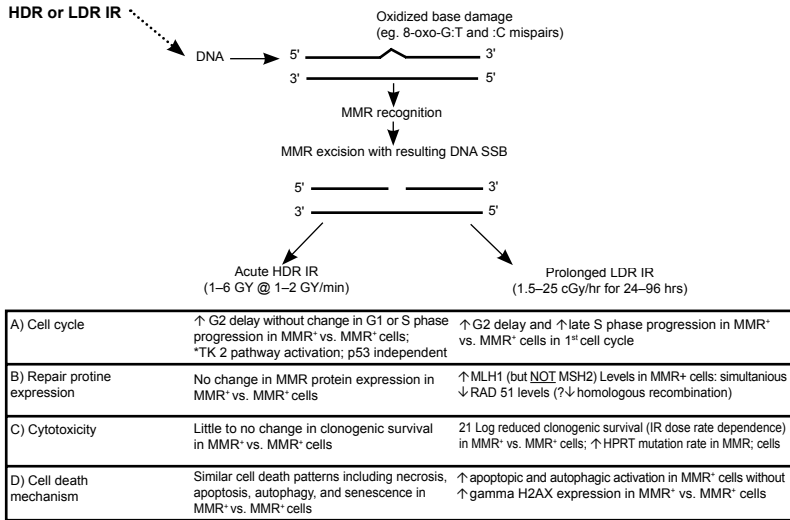 HDR or LDR IR
Oxidized base damage
(eg. 8-oxo-G:T and :C mispairs)
DNA
5' 3'
3' 5'
MMR recognition
MMR excision with resulting DNA SSB
5' 3'
3' 5'
Acute HDR IR
(1–6 GY @ 1–2 GY/min)
Prolonged LDR IR
(1.5–25 cGy/hr for 24–96 hrs)
A) Cell cycle
↑ G2 delay without change in G1 or S phase
progression in MMR⁺ vs. MMR⁺ cells;
*TK 2 pathway activation; p53 independent
↑ G2 delay and ↑ late S phase progression in MMR⁺
vs. MMR⁺ cells in 1st cell cycle
B) Repair protine
expression
No change in MMR protein expression in
MMR⁺ vs. MMR⁺ cells
↑ MLH1 (but NOT MSH2) Levels in MMR+ cells: simultanious
↓ RAD 51 levels (?↓ homologous recombination)
C) Cytotoxicity
Little to no change in clonogenic survival
in MMR⁺ vs. MMR⁺ cells
21 Log reduced clonogenic survival (IR dose rate dependence)
in MMR⁺ vs. MMR⁺ cells; ↑ HPRT mutation rate in MMR; cells
D) Cell death
mechanism
Similar cell death patterns including necrosis,
apoptosis, autophagy, and senescence in
MMR⁺ vs. MMR⁺ cells
↑ apoptopic and autophagic activation in MMR⁺ cells without
↑ gamma H2AX expression in MMR⁺ vs. MMR⁺ cells